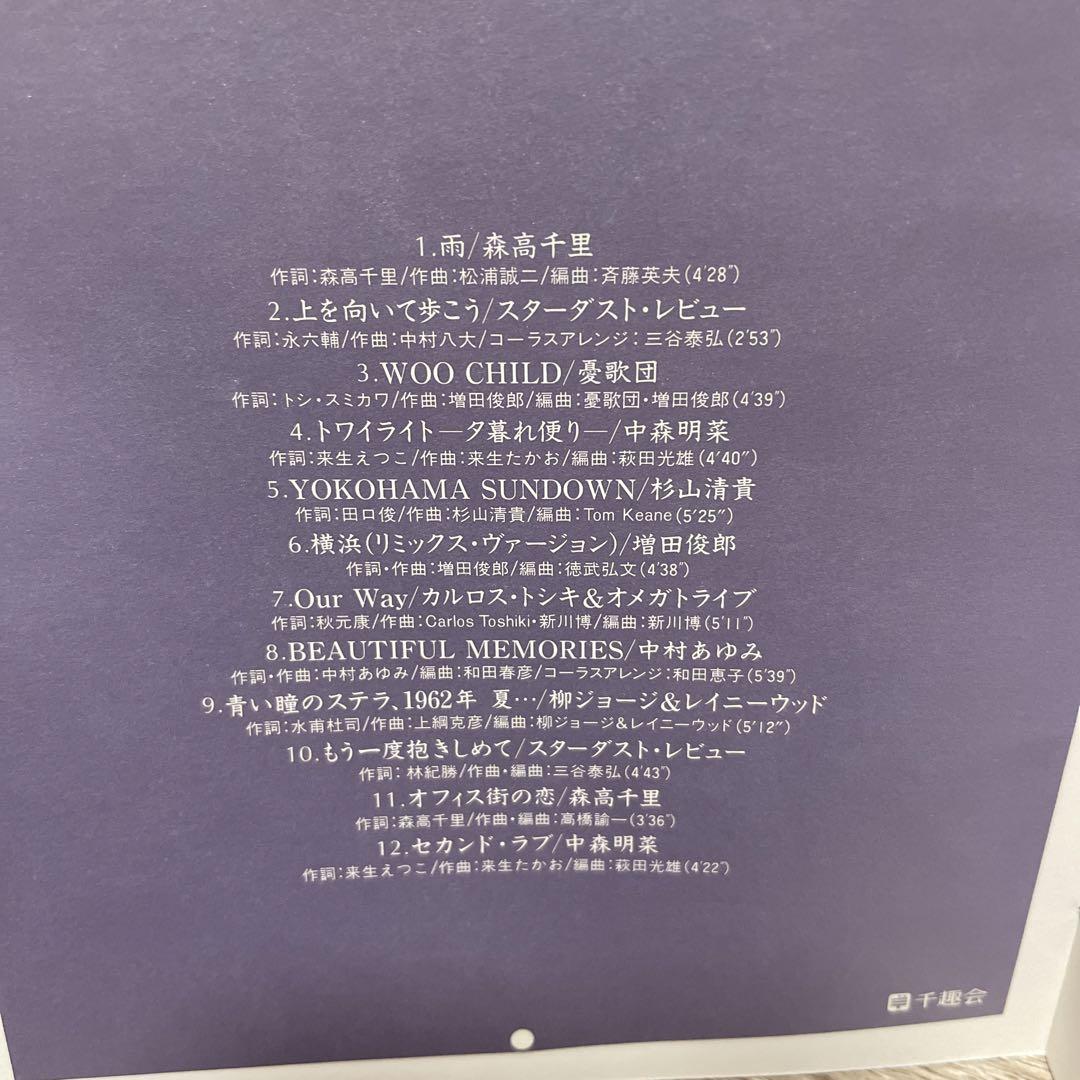 1.雨/森高千里
作詞:森高千里/作曲:松浦誠二/編曲:斉藤英夫(4'28")
2.上を向いて歩こう/スターダスト・レビュー
作詞:永六輔/作曲:中村八大/コーラスアレンジ:三谷泰弘(2'53")
3.WOO CHILD/憂歌団
作詞:トシ・スミカワ/作曲:増田俊郎/編曲:憂歌団・増田俊郎(4'39")
4.トワイライト—夕暮れ便り—/中森明菜
作詞:来生えつこ/作曲:来生たかお/編曲:萩田光雄(4'40")
5.YOKOHAMA SUNDOWN/杉山清貴
作詞:田口俊/作曲:杉山清貴/編曲:Tom Keane(5'25")
6.横浜(リミックス・ヴァージョン)/増田俊郎
作詞・作曲:増田俊郎/編曲:徳武弘文(4'38")
7.Our Way/カルロス・トシキ&オメガトライブ
作詞:秋元康/作曲:Carlos Toshiki・新川博/編曲:新川博(5'11")
8.BEAUTIFUL MEMORIES/中村あゆみ
作詞・作曲:中村あゆみ/編曲:和田春彦/コーラスアレンジ:和田恵子(5'39")
9.青い瞳のステラ、1962年 夏…/柳ジョージ&レイニーウッド
作詞:水甫杜司/作曲:上綱克彦/編曲:柳ジョージ&レイニーウッド(5'12")
10.もう一度抱きしめて/スターダスト・レビュー
作詞:林紀勝/作曲・編曲:三谷泰弘(4'43")
11.オフィス街の恋/森高千里
作詞:森高千里/作曲・編曲:高橋諭一(3'36")
12.セカンド・ラブ/中森明菜
作詞:来生えつこ/作曲:来生たかお/編曲:萩田光雄(4'22")
千趣会